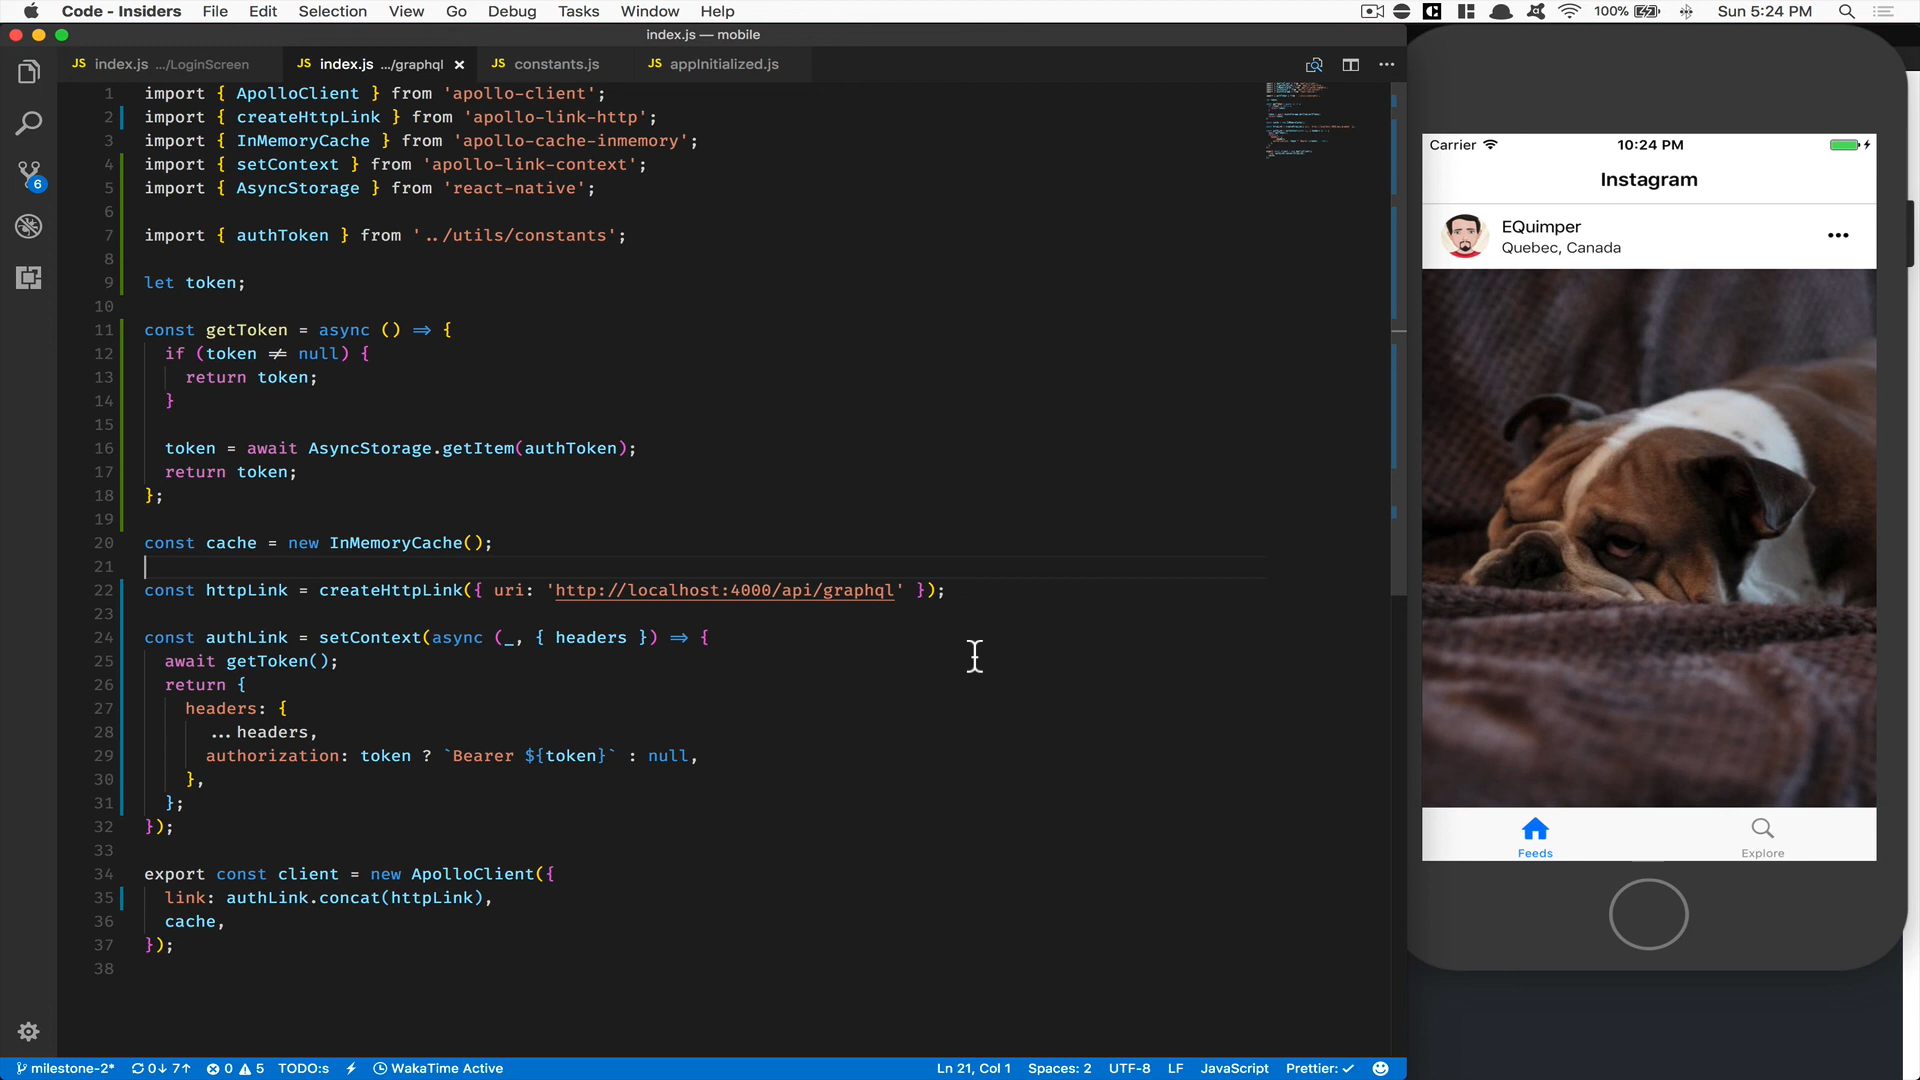 Code - Insiders File Edit Selection View Go Debug Tasks Window Help 100% Sun 5:24 PM
index.js — mobile
JS index.js .../LoginScreen JS index.js .../graphql × JS constants.js JS appInitialized.js
1 import { ApolloClient } from 'apollo-client';
2 import { createHttpLink } from 'apollo-link-http';
3 import { InMemoryCache } from 'apollo-cache-inmemory';
4 import { setContext } from 'apollo-link-context';
5 import { AsyncStorage } from 'react-native';
6
7 import { authToken } from '../utils/constants';
8
9 let token;
10
11 const getToken = async () ⇒ {
12 if (token ≠ null) {
13 return token;
14 }
15
16 token = await AsyncStorage.getItem(authToken);
17 return token;
18 };
19
20 const cache = new InMemoryCache();
21
22 const httpLink = createHttpLink({ uri: 'http://localhost:4000/api/graphql' });
23
24 const authLink = setContext(async (_, { headers }) ⇒ {
25 await getToken();
26 return {
27 headers: {
28 ...headers,
29 authorization: token ? `Bearer ${token}` : null,
30 },
31 };
32 });
33
34 export const client = new ApolloClient({
35 link: authLink.concat(httpLink),
36 cache,
37 });
38
6
milestone-2* 0↓ 7↑ 0 5 TODO:s WakaTime Active Ln 21, Col 1 Spaces: 2 UTF-8 LF JavaScript Prettier: ✓
Carrier 10:24 PM
Instagram
EQuimper
Quebec, Canada
Feeds Explore